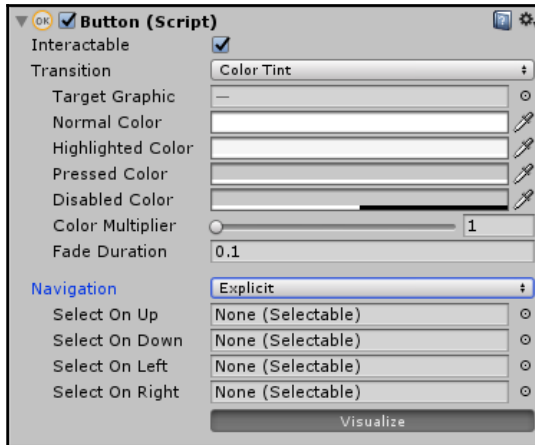 OK Button (Script)
Interactable
Transition Color Tint
Target Graphic —
Normal Color
Highlighted Color
Pressed Color
Disabled Color
Color Multiplier 1
Fade Duration 0.1
Navigation Explicit
Select On Up None (Selectable)
Select On Down None (Selectable)
Select On Left None (Selectable)
Select On Right None (Selectable)
Visualize